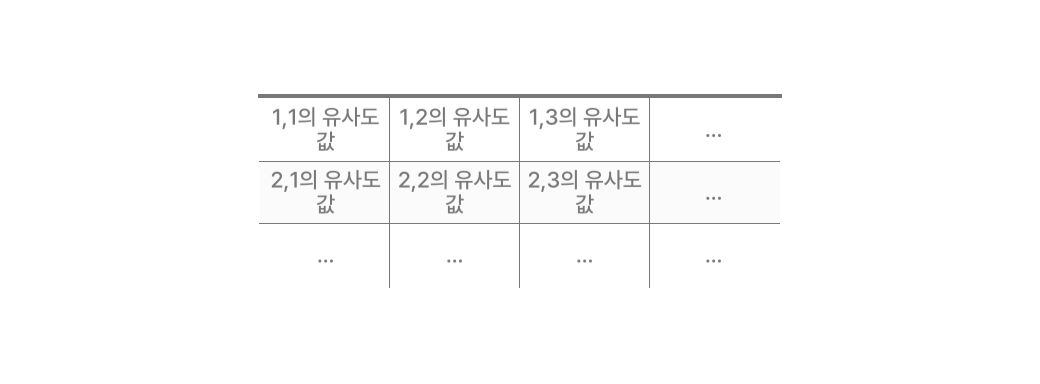 1,1의 유사도 값
1,2의 유사도 값
1,3의 유사도 값
...
2,1의 유사도 값
2,2의 유사도 값
2,3의 유사도 값
...
...
...
...
...